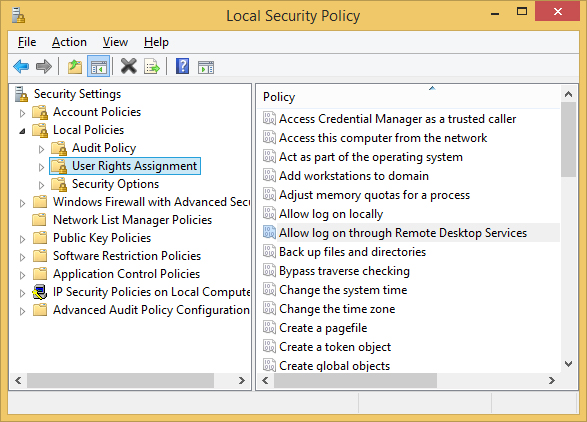 Local Security Policy
File Action View Help
Security Settings
Account Policies
Local Policies
Audit Policy
User Rights Assignment
Security Options
Windows Firewall with Advanced Secu
Network List Manager Policies
Public Key Policies
Software Restriction Policies
Application Control Policies
IP Security Policies on Local Compute
Advanced Audit Policy Configuration
Policy
Access Credential Manager as a trusted caller
Access this computer from the network
Act as part of the operating system
Add workstations to domain
Adjust memory quotas for a process
Allow log on locally
Allow log on through Remote Desktop Services
Back up files and directories
Bypass traverse checking
Change the system time
Change the time zone
Create a pagefile
Create a token object
Create global objects